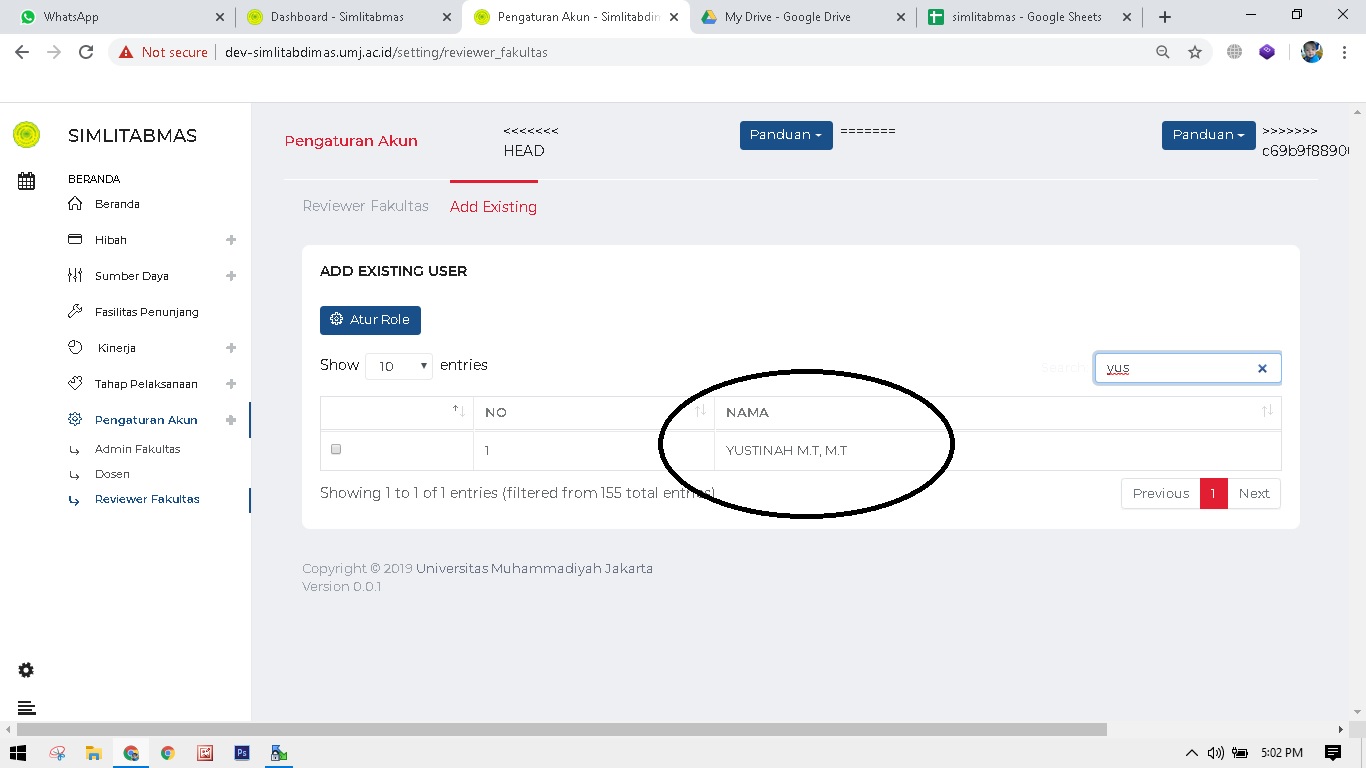 WhatsApp
Dashboard - Simlitabmas
Pengaturan Akun - Simlitabdin
My Drive - Google Drive
simlitabmas - Google Sheets
Not secure
dev-simlitabdimas.umj.ac.id/setting/reviewer_fakultas
SIMLITABMAS
BERANDA
Beranda
Hibah
Sumber Daya
Fasilitas Penunjang
Kinerja
Tahap Pelaksanaan
Pengaturan Akun
Admin Fakultas
Dosen
Reviewer Fakultas
Pengaturan Akun
<<<<<<<
HEAD
Panduan
=======
Panduan
>>>>>>>
c69b9f8890
Reviewer Fakultas
Add Existing
ADD EXISTING USER
Atur Role
Show 10 entries
Search:
yus
NO
NAMA
1
YUSTINAH M.T, M.T
Showing 1 to 1 of 1 entries (filtered from 155 total entries)
Previous 1 Next
Copyright © 2019 Universitas Muhammadiyah Jakarta
Version 0.0.1
Ps
5:02 PM